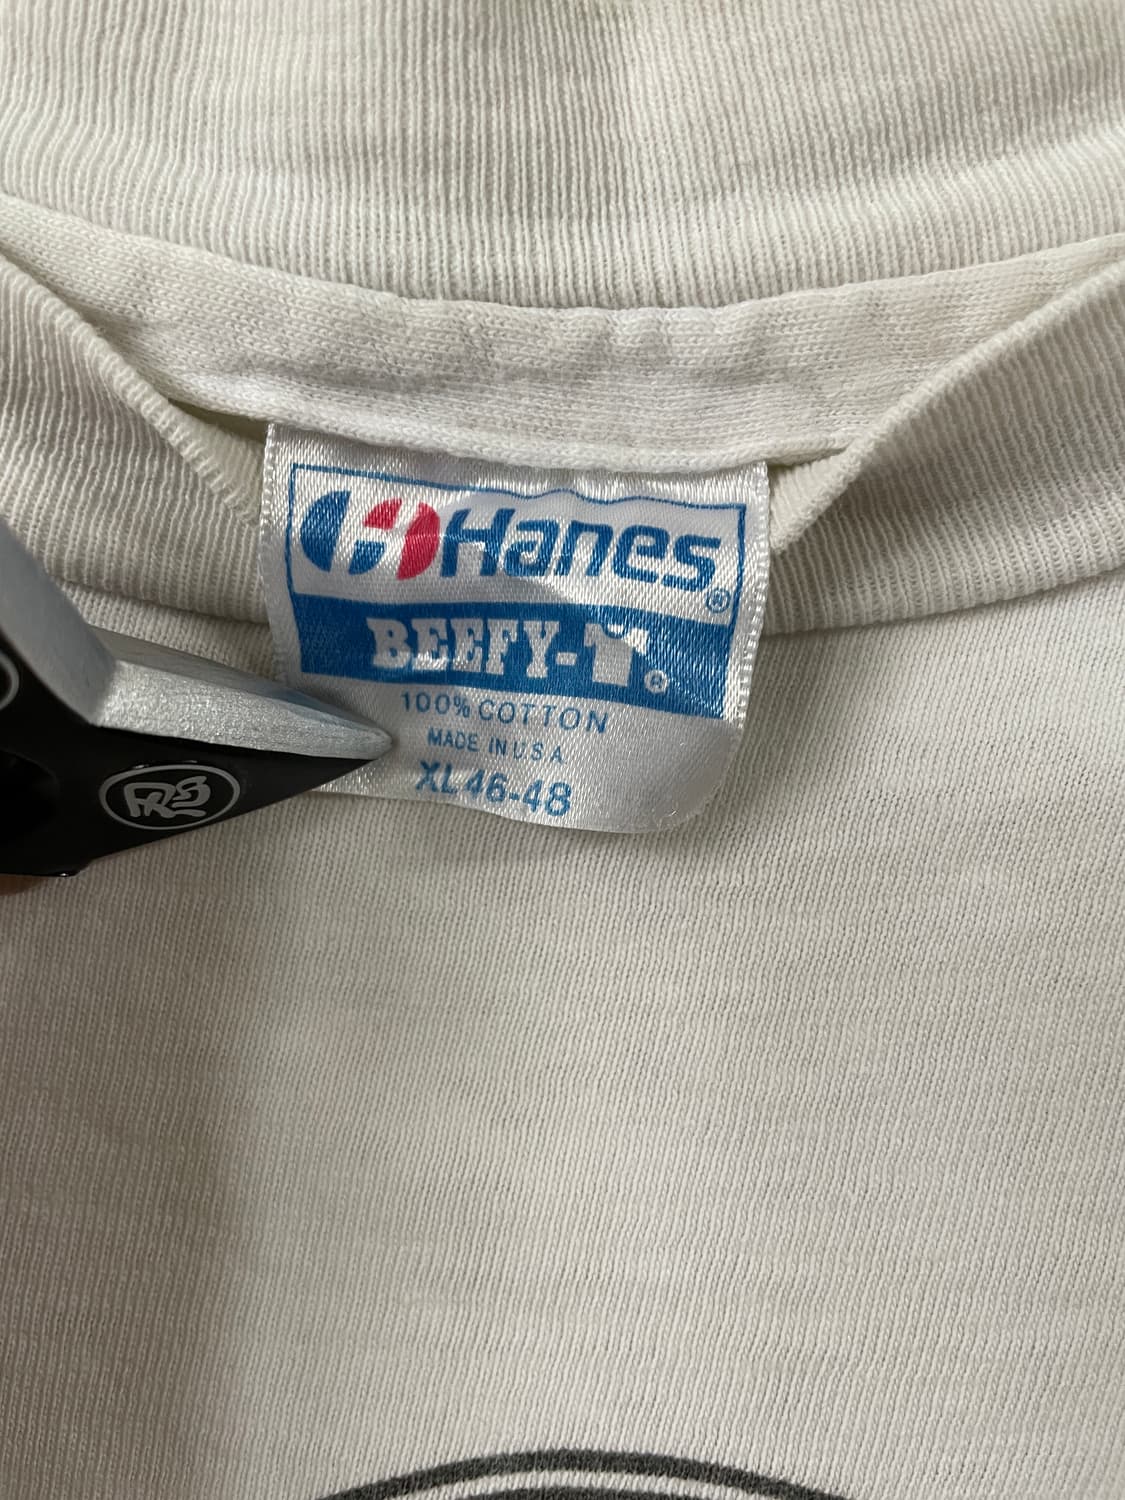 Hanes®
BEEFY-T®
100% COTTON
MADE IN U S A
XL 46-48